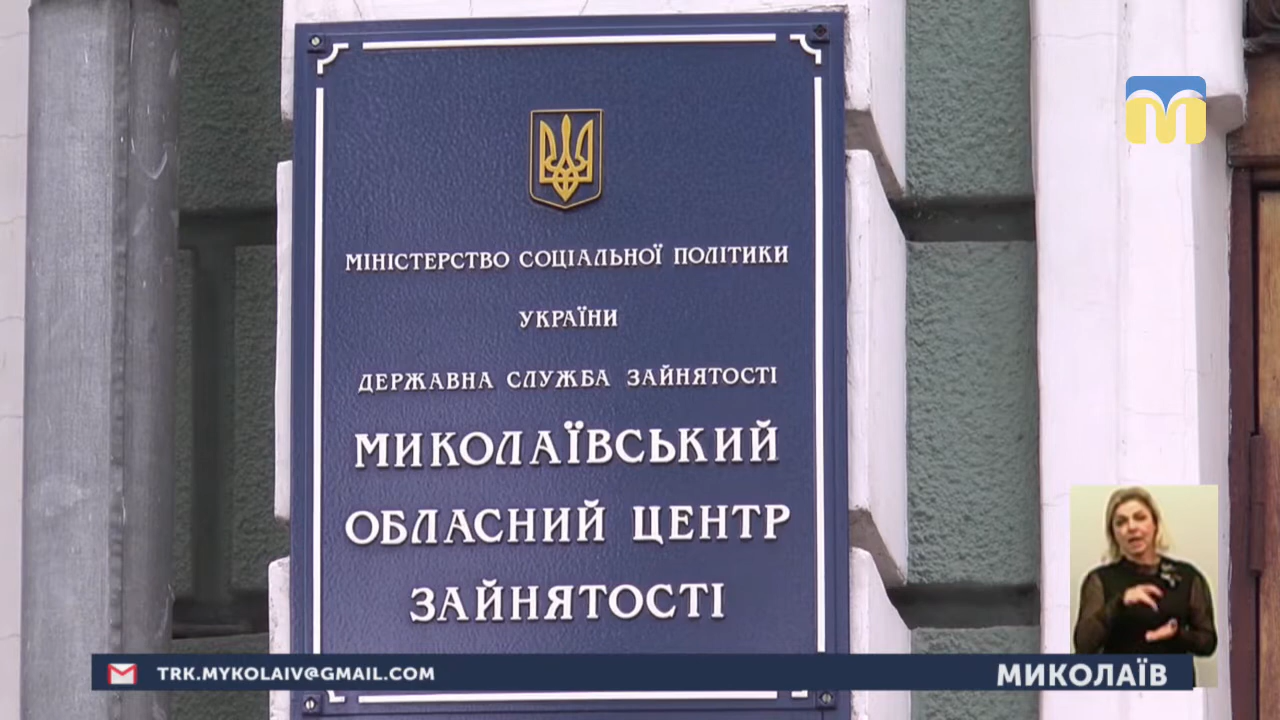 МІНІСТЕРСТВО СОЦІАЛЬНОЇ ПОЛІТИКИ
УКРАЇНИ
ДЕРЖАВНА СЛУЖБА ЗАЙНЯТОСТІ
МИКОЛАЇВСЬКИЙ
ОБЛАСНИЙ ЦЕНТР
ЗАЙНЯТОСТІ
TRK.MYKOLAIV@GMAIL.COM
МИКОЛАЇВ